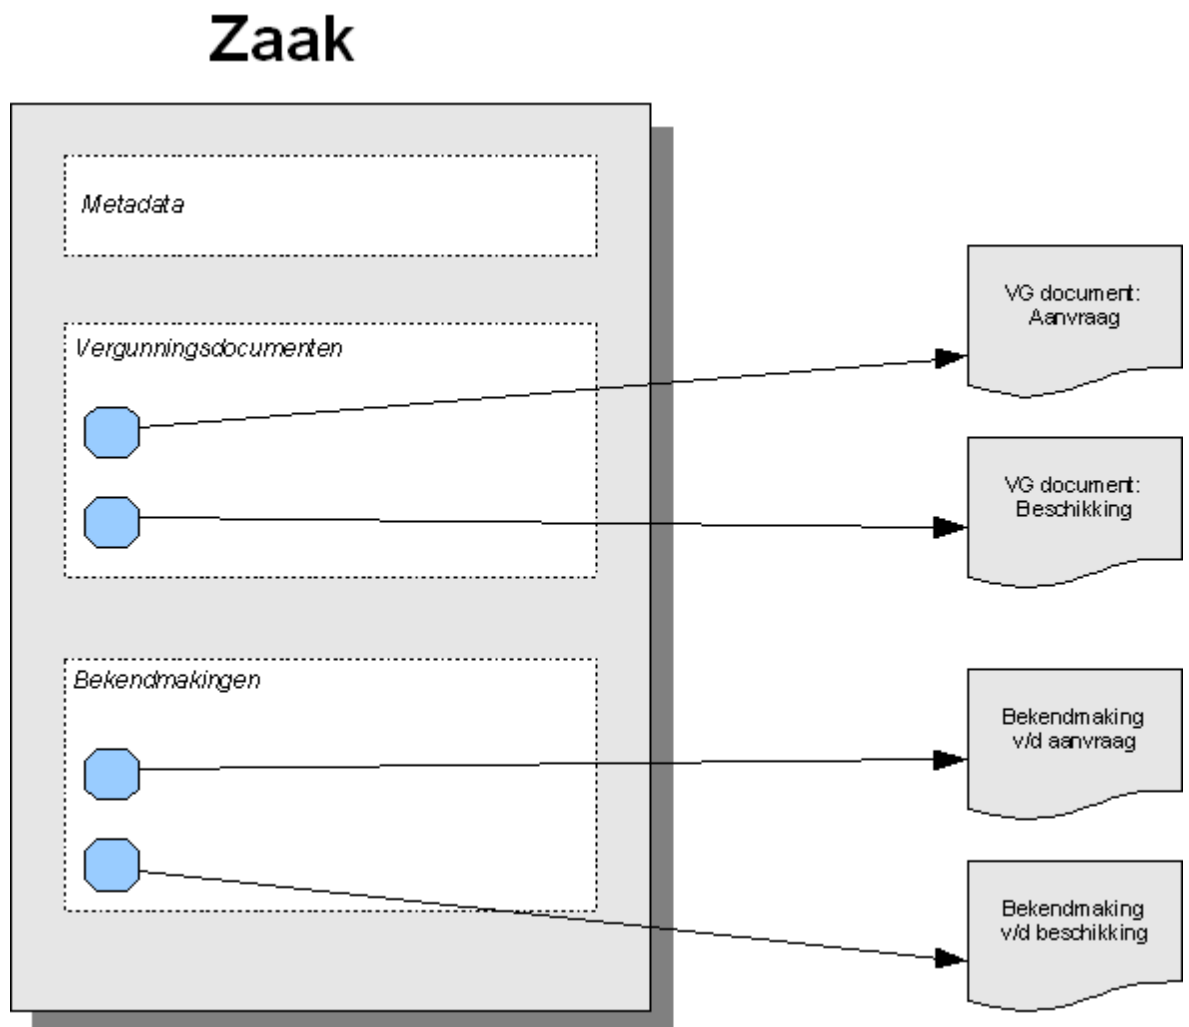 Zaak
Metadata
Vergunningsdocumenten
VG document:
Aanvraag
VG document:
Beschikking
Bekendmakingen
Bekendmaking
v/d aanvraag
Bekendmaking
v/d beschikking